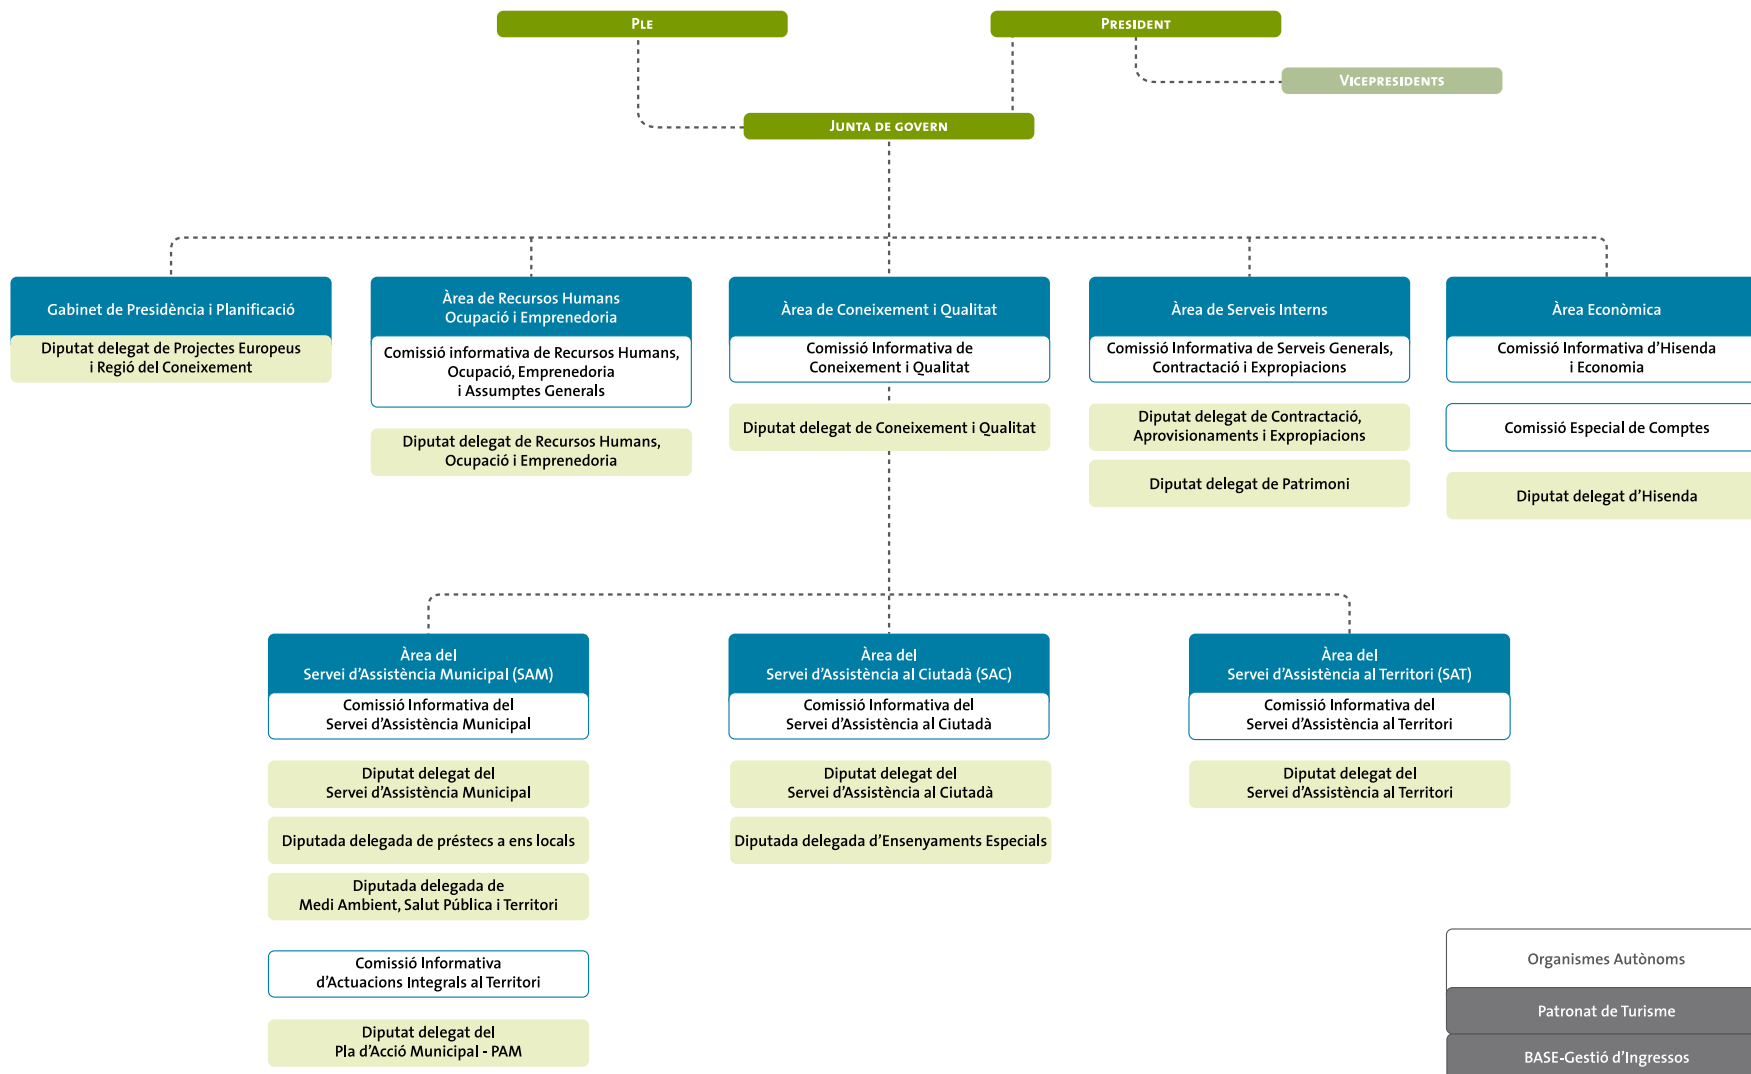 PLE
PRESIDENT
VICEPRESIDENTS
JUNTA DE GOVERN
Gabinet de Presidència i Planificació
Diputat delegat de Projectes Europeus
i Regió del Coneixement
Àrea de Recursos Humans
Ocupació i Emprenedoria
Comissió informativa de Recursos Humans,
Ocupació, Emprenedoria
i Assumptes Generals
Diputat delegat de Recursos Humans,
Ocupació i Emprenedoria
Àrea de Coneixement i Qualitat
Comissió Informativa de
Coneixement i Qualitat
Diputat delegat de Coneixement i Qualitat
Àrea de Serveis Interns
Comissió Informativa de Serveis Generals,
Contractació i Expropiacions
Diputat delegat de Contractació,
Aprovisionaments i Expropiacions
Diputat delegat de Patrimoni
Àrea Econòmica
Comissió Informativa d'Hisenda
i Economia
Comissió Especial de Comptes
Diputat delegat d'Hisenda
Àrea del
Servei d'Assistència Municipal (SAM)
Comissió Informativa del
Servei d'Assistència Municipal
Diputat delegat del
Servei d'Assistència Municipal
Diputada delegada de préstecs a ens locals
Diputada delegada de
Medi Ambient, Salut Pública i Territori
Comissió Informativa
d'Actuacions Integrals al Territori
Diputat delegat del
Pla d'Acció Municipal - PAM
Àrea del
Servei d'Assistència al Ciutadà (SAC)
Comissió Informativa del
Servei d'Assistència al Ciutadà
Diputat delegat del
Servei d'Assistència al Ciutadà
Diputada delegada d'Ensenyaments Especials
Àrea del
Servei d'Assistència al Territori (SAT)
Comissió Informativa del
Servei d'Assistència al Territori
Diputat delegat del
Servei d'Assistència al Territori
Organismes Autònoms
Patronat de Turisme
BASE-Gestió d'Ingressos